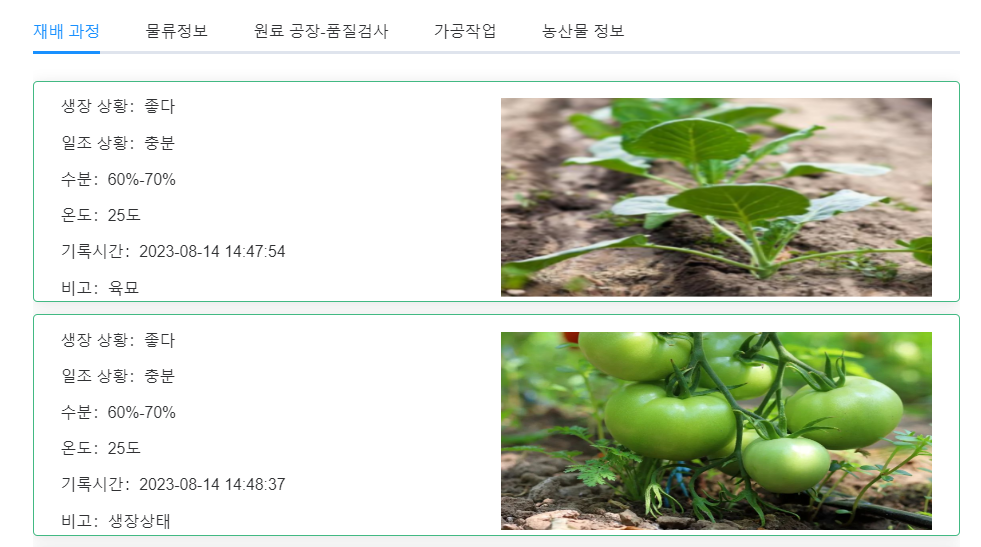 재배 과정 물류정보 원료 공장-품질검사 가공작업 농산물 정보
생장 상황: 좋다
일조 상황: 충분
수분: 60%-70%
온도: 25도
기록시간: 2023-08-14 14:47:54
비고: 육묘
생장 상황: 좋다
일조 상황: 충분
수분: 60%-70%
온도: 25도
기록시간: 2023-08-14 14:48:37
비고: 생장상태